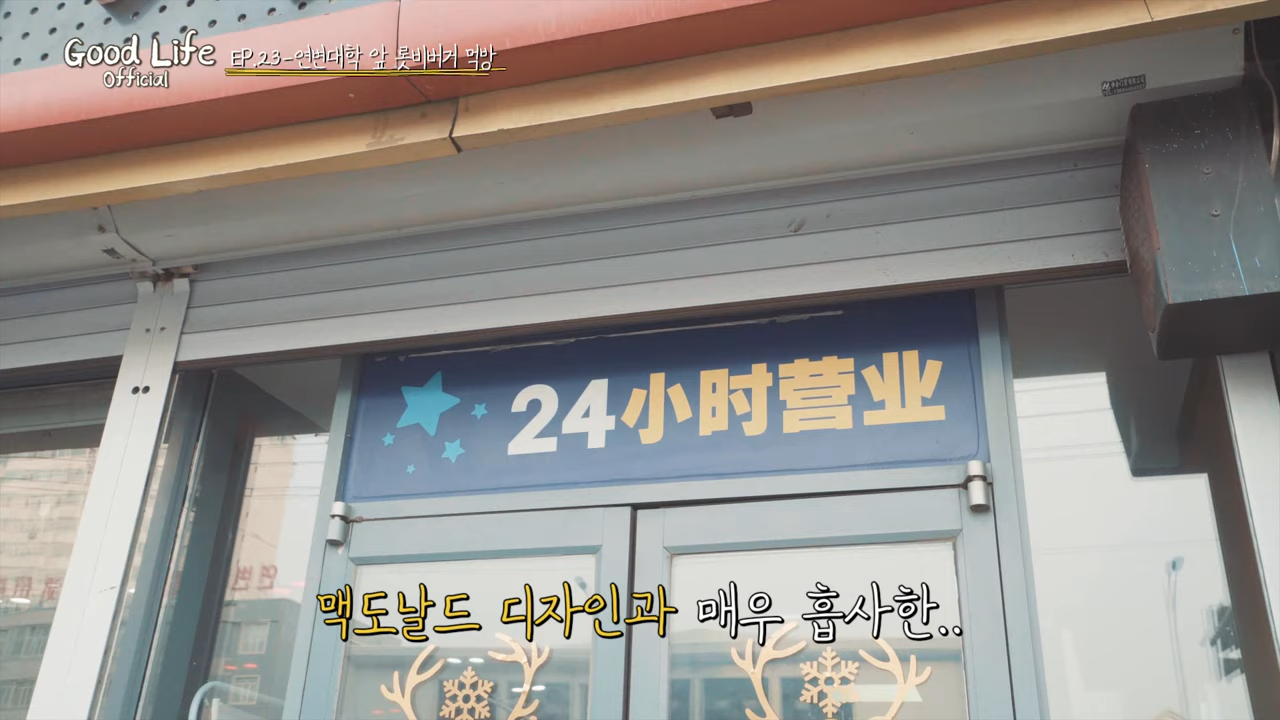 Good Life
Official
EP.23-연변대학 앞 롯비버거 먹방
24小时营业
맥도날드 디자인과 매우 흡사한..